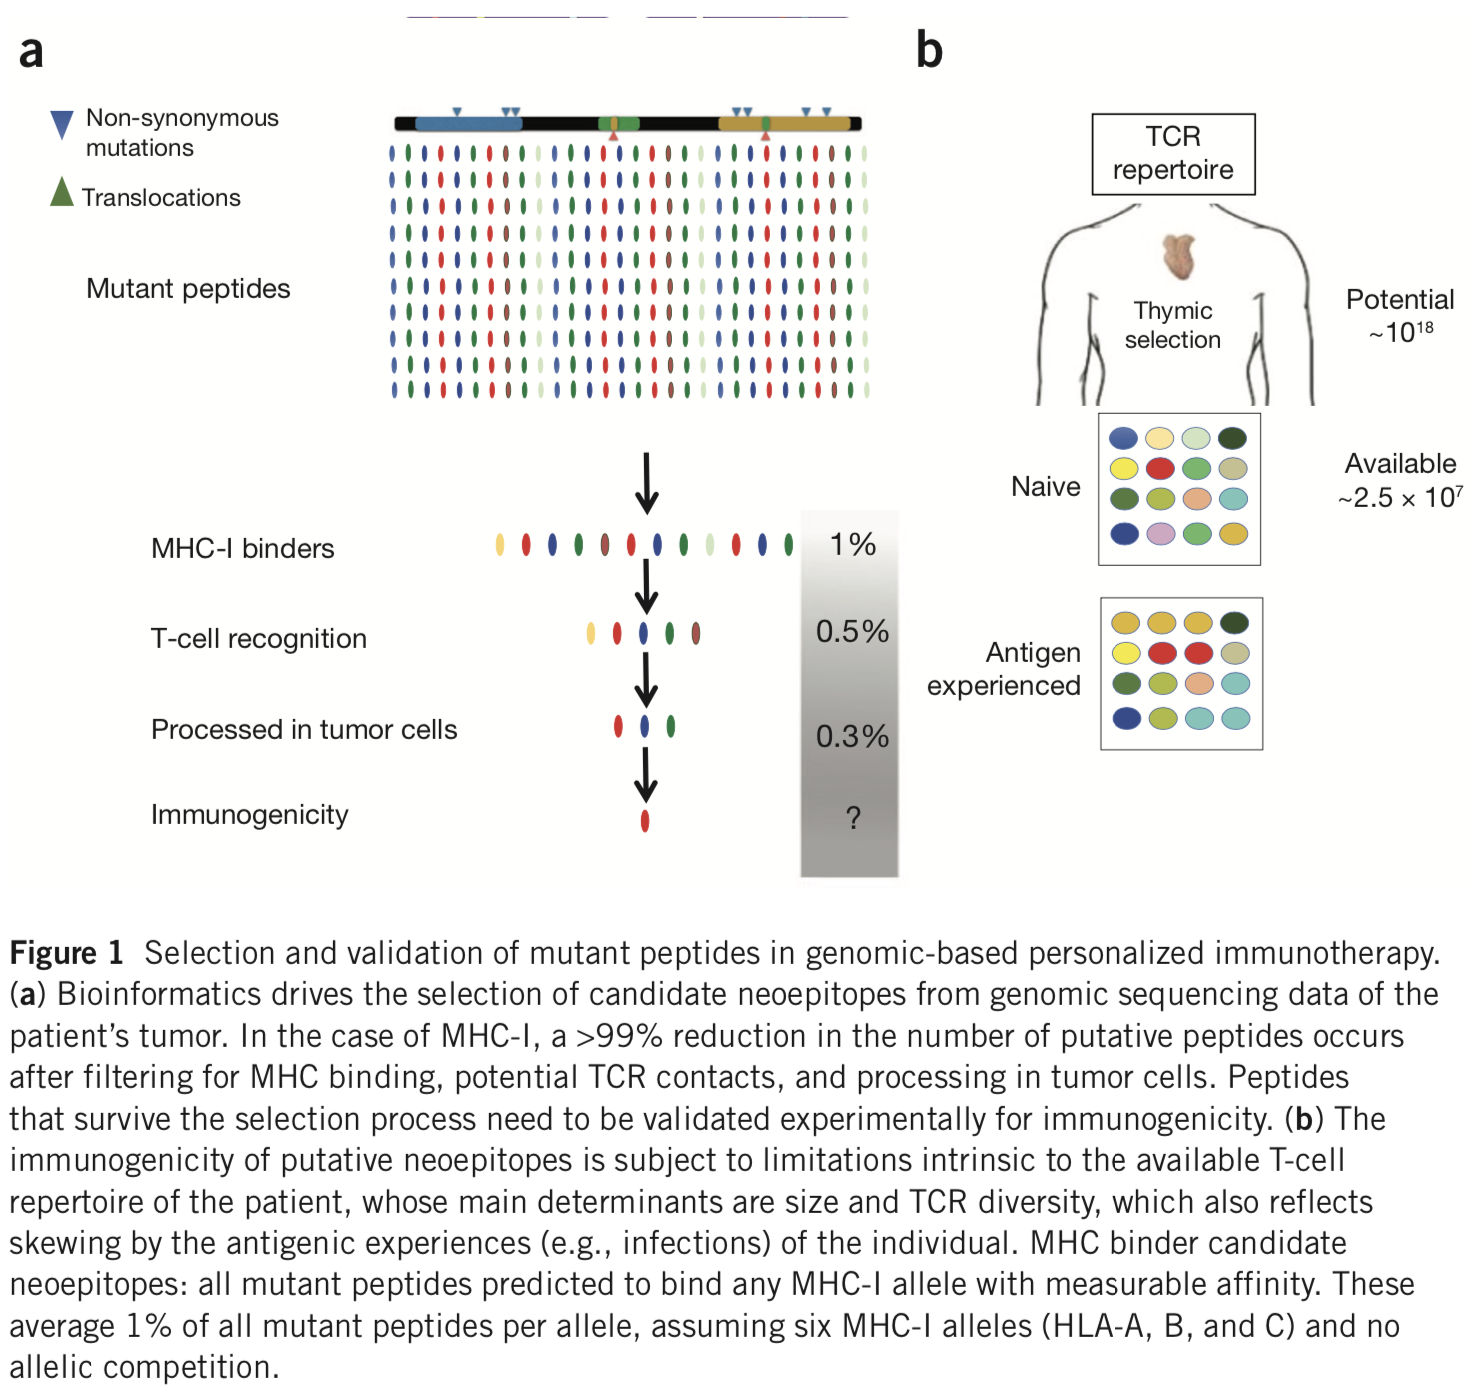 a
Non-synonymous
mutations
Translocations
Mutant peptides
MHC-I binders
1%
T-cell recognition
0.5%
Processed in tumor cells
0.3%
Immunogenicity
?
b
TCR
repertoire
Thymic
selection
Potential
~10¹⁸
Naive
Available
~2.5 × 10⁷
Antigen
experienced
Figure 1 Selection and validation of mutant peptides in genomic-based personalized immunotherapy.
(a) Bioinformatics drives the selection of candidate neoepitopes from genomic sequencing data of the
patient’s tumor. In the case of MHC-I, a >99% reduction in the number of putative peptides occurs
after filtering for MHC binding, potential TCR contacts, and processing in tumor cells. Peptides
that survive the selection process need to be validated experimentally for immunogenicity. (b) The
immunogenicity of putative neoepitopes is subject to limitations intrinsic to the available T-cell
repertoire of the patient, whose main determinants are size and TCR diversity, which also reflects
skewing by the antigenic experiences (e.g., infections) of the individual. MHC binder candidate
neoepitopes: all mutant peptides predicted to bind any MHC-I allele with measurable affinity. These
average 1% of all mutant peptides per allele, assuming six MHC-I alleles (HLA-A, B, and C) and no
allelic competition.